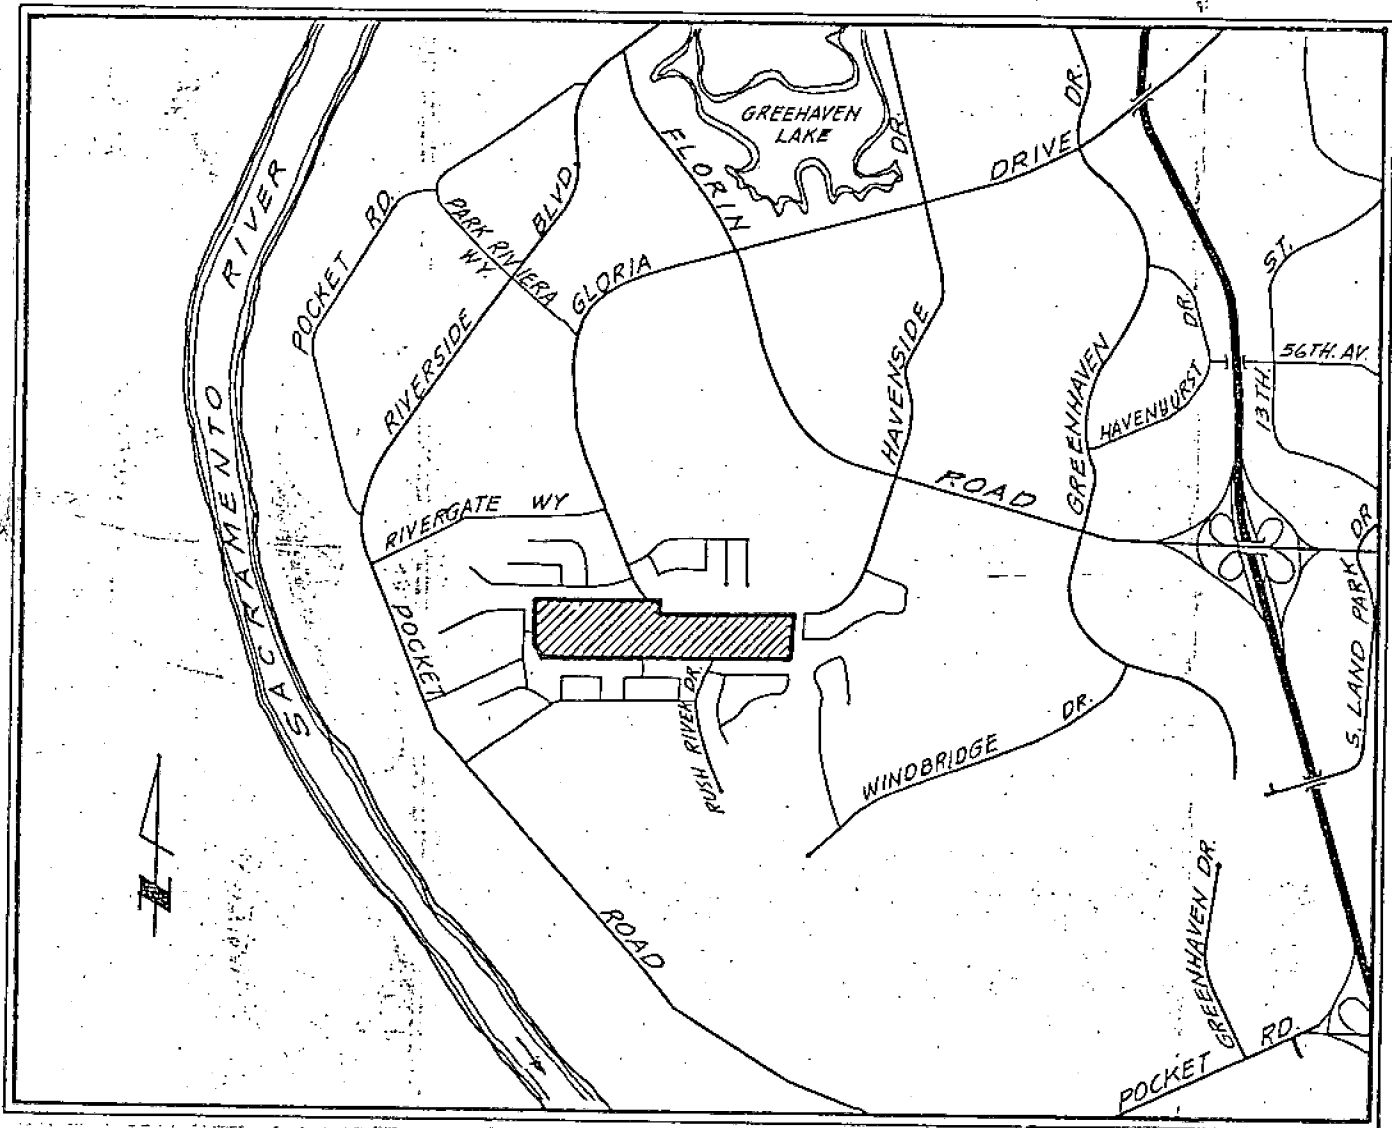 GREEHAVEN
LAKE
FLORIN
DR.
DR.
DRIVE
RIVER
POCKET RD.
PARK RIVIERA
WY.
BLVD.
GLORIA
ST.
DR.
RIVERSIDE
HAVENSIDE
GREENHAVEN
56TH. AV.
13TH.
HAVENHURST
SACRAMENTO
RIVERGATE WY
ROAD
POCKET
S. LAND PARK DR
RUSH RIVER DR.
WINDBRIDGE DR.
GREENHAVEN DR.
ROAD
POCKET RD.